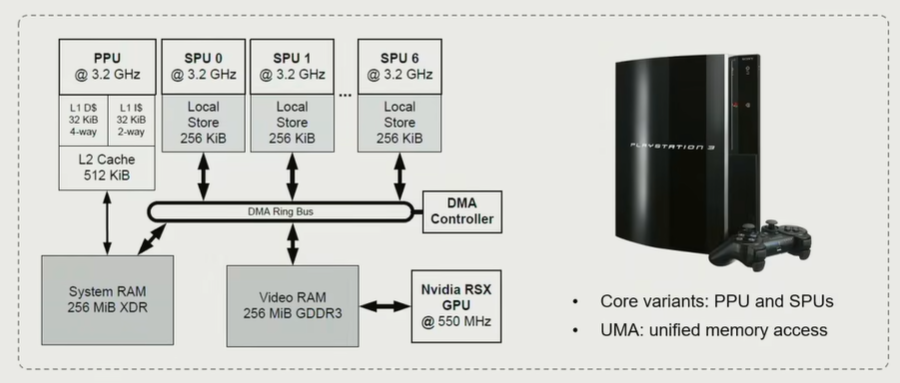 PPU
@ 3.2 GHz
SPU 0
@ 3.2 GHz
SPU 1
@ 3.2 GHz
...
SPU 6
@ 3.2 GHz
L1 D$
32 KiB
4-way
L1 I$
32 KiB
2-way
L2 Cache
512 KiB
Local
Store
256 KiB
Local
Store
256 KiB
Local
Store
256 KiB
DMA Ring Bus
DMA
Controller
System RAM
256 MiB XDR
Video RAM
256 MiB GDDR3
Nvidia RSX
GPU
@ 550 MHz
PLAYSTATION 3
• Core variants: PPU and SPUs
• UMA: unified memory access